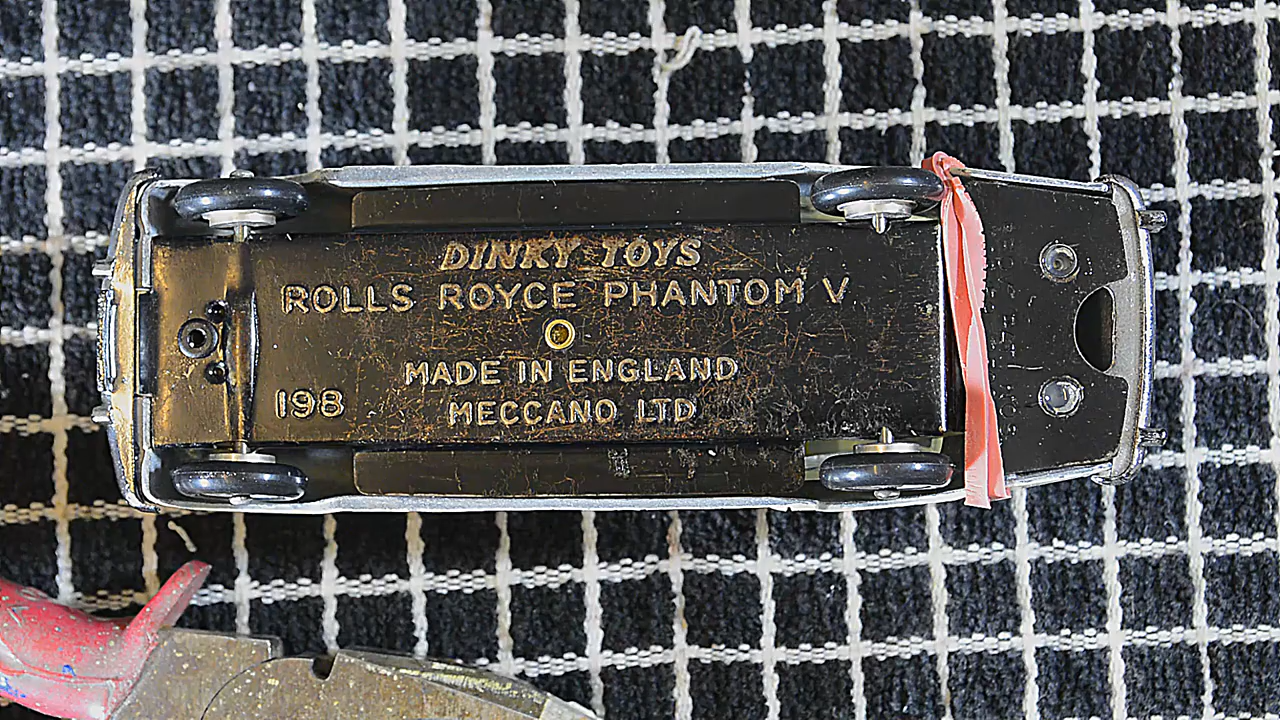 DINKY TOYS
ROLLS ROYCE PHANTOM V
MADE IN ENGLAND
198 MECCANO LTD